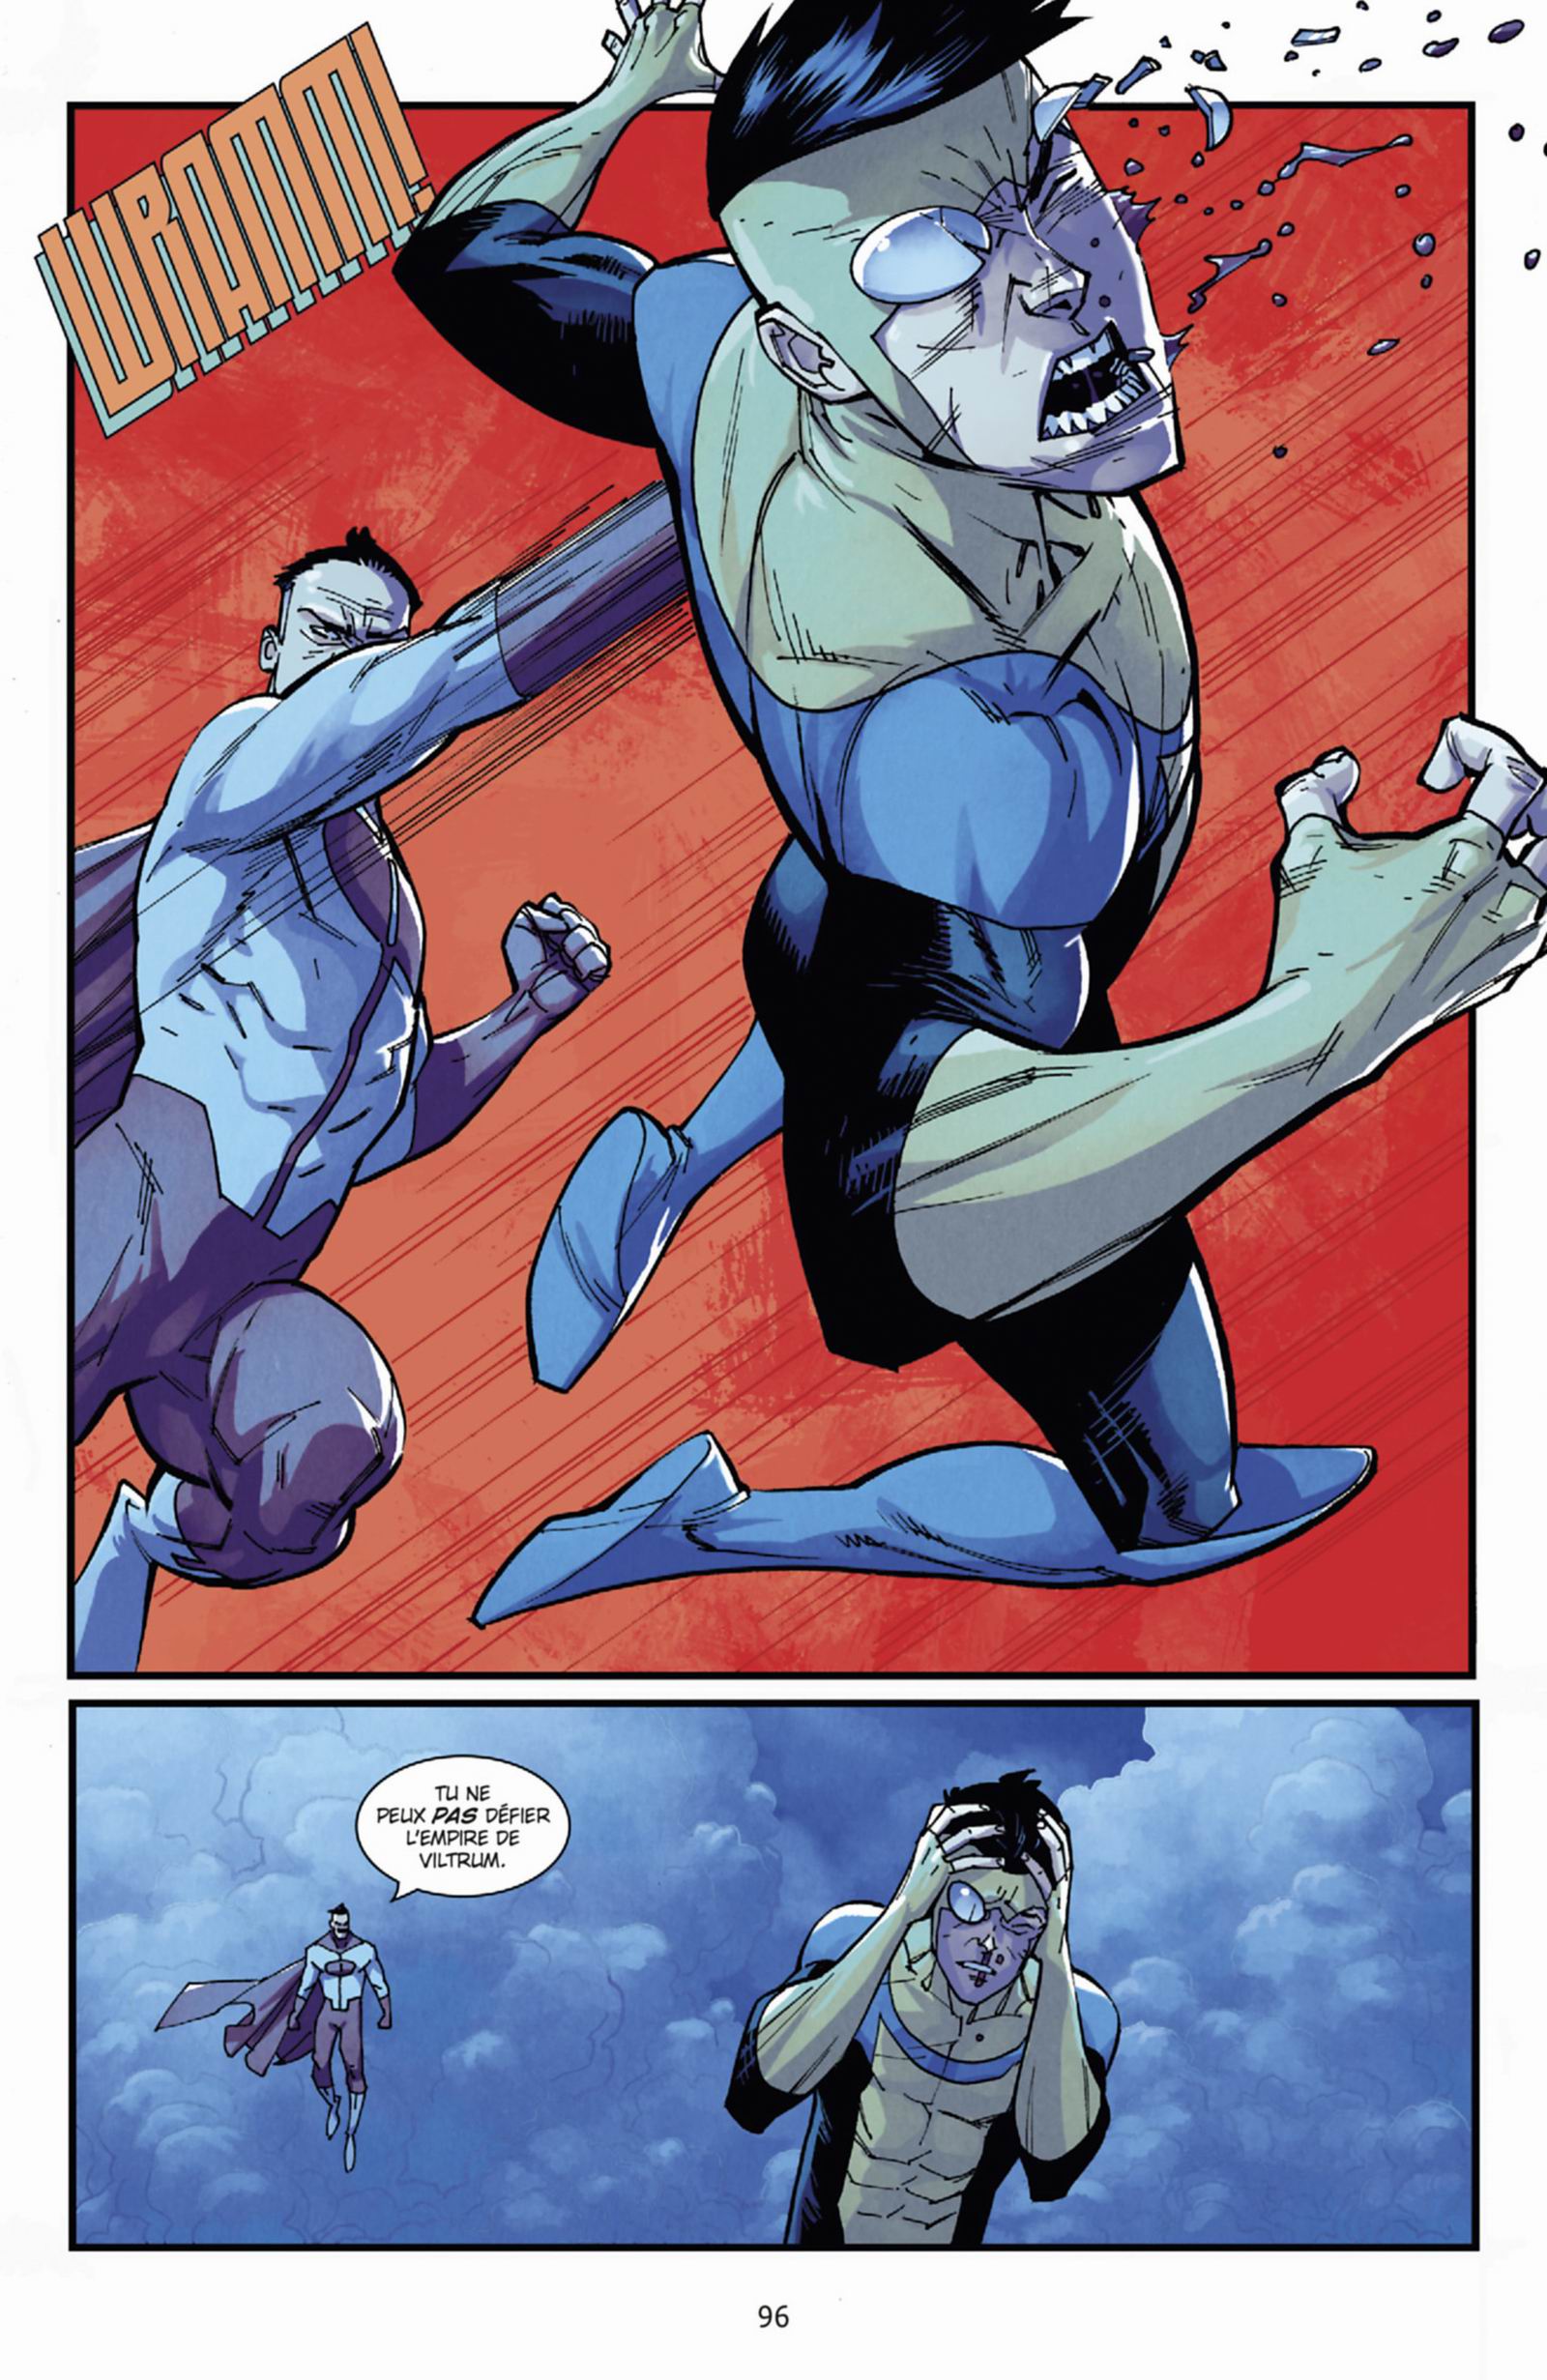 WRAMM!
TU NE
PEUX PAS DÉFIER
L'EMPIRE DE
VILTRUM.
96